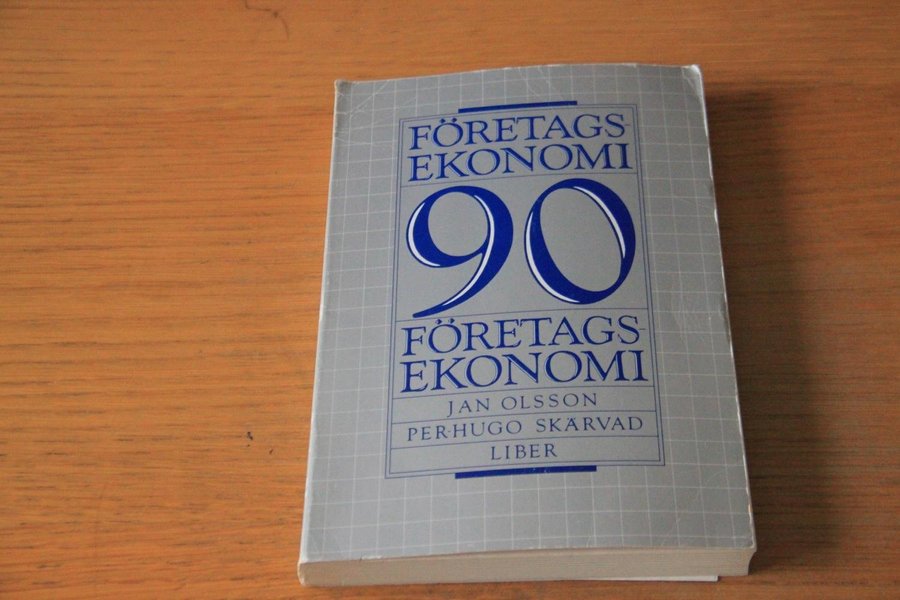 FÖRETAGS-
EKONOMI
90
FÖRETAGS-
EKONOMI
JAN OLSSON
PER-HUGO SKÄRVAD
LIBER